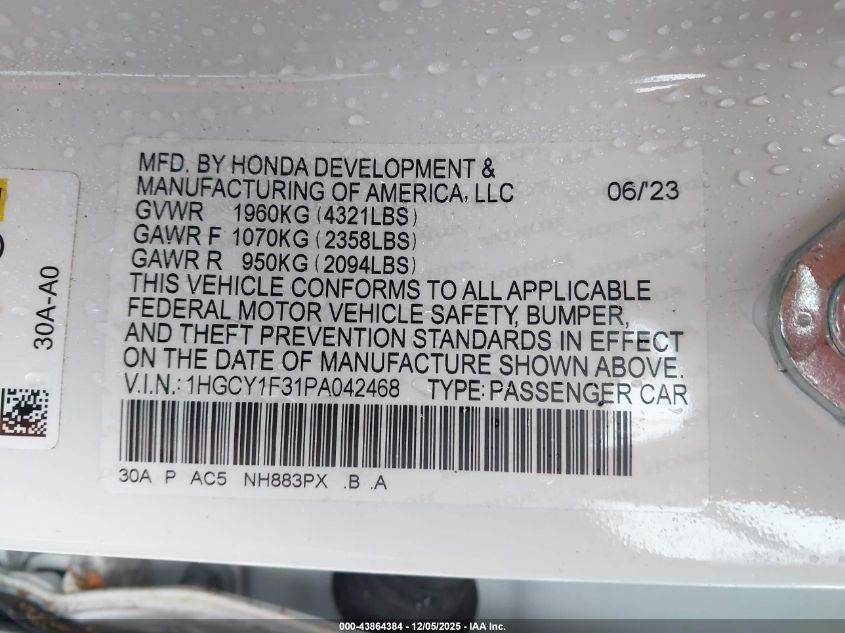 MFD. BY HONDA DEVELOPMENT &
MANUFACTURING OF AMERICA, LLC 06/'23
GVWR 1960KG (4321LBS)
GAWR F 1070KG (2358LBS)
GAWR R 950KG (2094LBS)
THIS VEHICLE CONFORMS TO ALL APPLICABLE
FEDERAL MOTOR VEHICLE SAFETY, BUMPER,
AND THEFT PREVENTION STANDARDS IN EFFECT
ON THE DATE OF MANUFACTURE SHOWN ABOVE.
V.I.N.: 1HGCY1F31PA042468 TYPE: PASSENGER CAR
30A P AC5 NH883PX .B .A
30A-A0
000-43864384 - 12/05/2025 - IAA Inc.